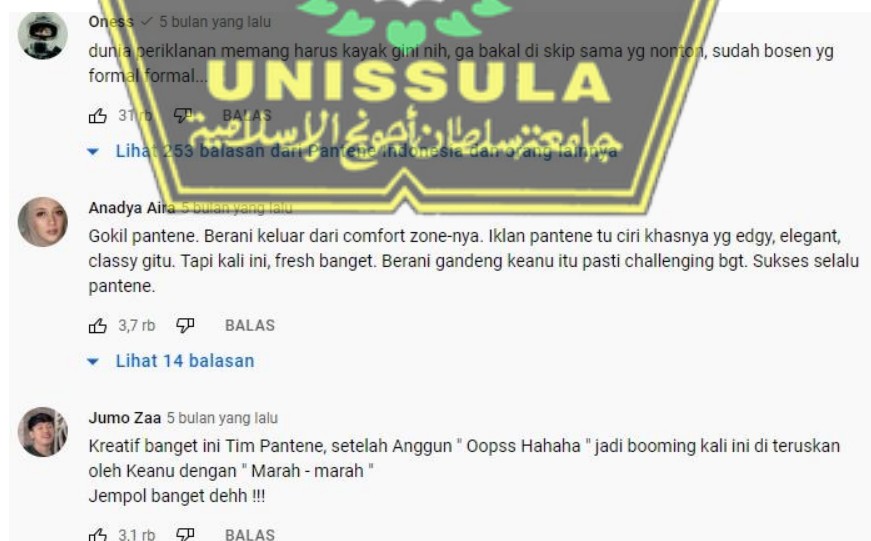 Oness 5 bulan yang lalu
dunia periklanan memang harus kayak gini nih, ga bakal di skip sama yg nonton, sudah bosen yg
formal formal...
31 rb BALAS
Lihat 253 balasan dari Pantene Indonesia dan orang lainnya
UNISSULA
جامعة سلطان أجونج الإسلامية
Anadya Aira 5 bulan yang lalu
Gokil pantene. Berani keluar dari comfort zone-nya. Iklan pantene tu ciri khasnya yg edgy, elegant,
classy gitu. Tapi kali ini, fresh banget. Berani gandeng keanu itu pasti challenging bgt. Sukses selalu
pantene.
3,7 rb BALAS
Lihat 14 balasan
Jumo Zaa 5 bulan yang lalu
Kreatif banget ini Tim Pantene, setelah Anggun " Oopss Hahaha " jadi booming kali ini di teruskan
oleh Keanu dengan " Marah - marah "
Jempol banget dehh !!!
3,1 rb BALAS